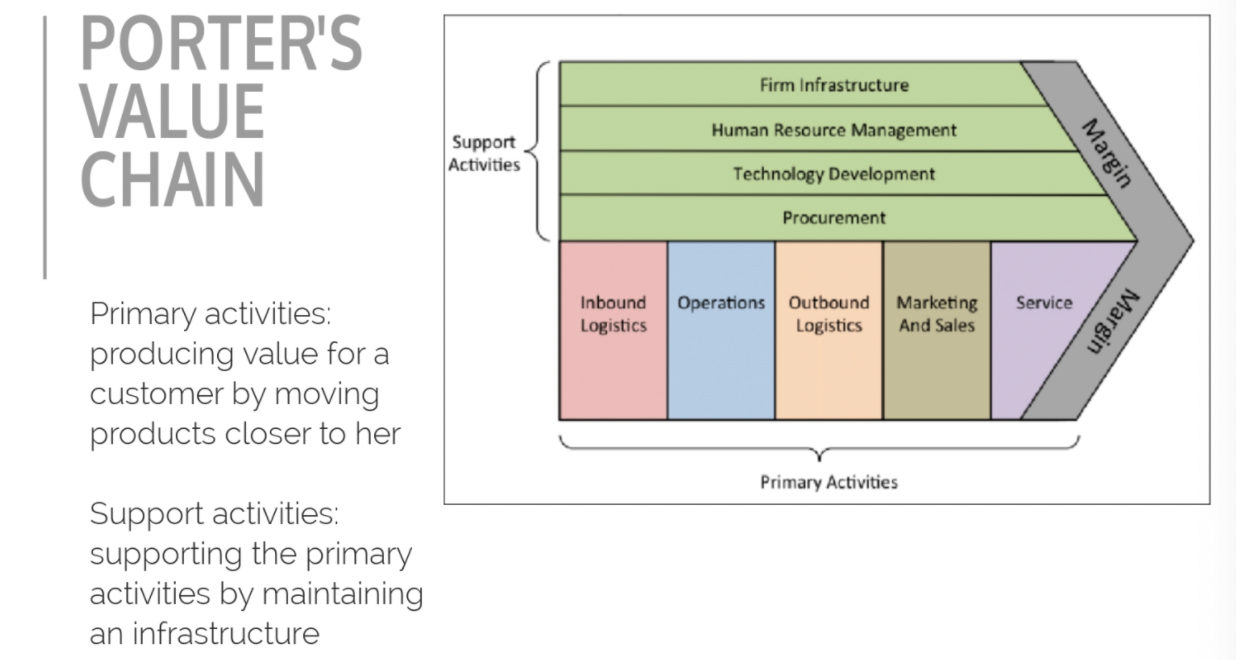 PORTER'S
VALUE
CHAIN
Primary activities:
producing value for a
customer by moving
products closer to her
Support activities:
supporting the primary
activities by maintaining
an infrastructure
Support
Activities
Firm Infrastructure
Human Resource Management
Technology Development
Procurement
Margin
Inbound
Logistics
Operations
Outbound
Logistics
Marketing
And Sales
Service
Margin
Primary Activities